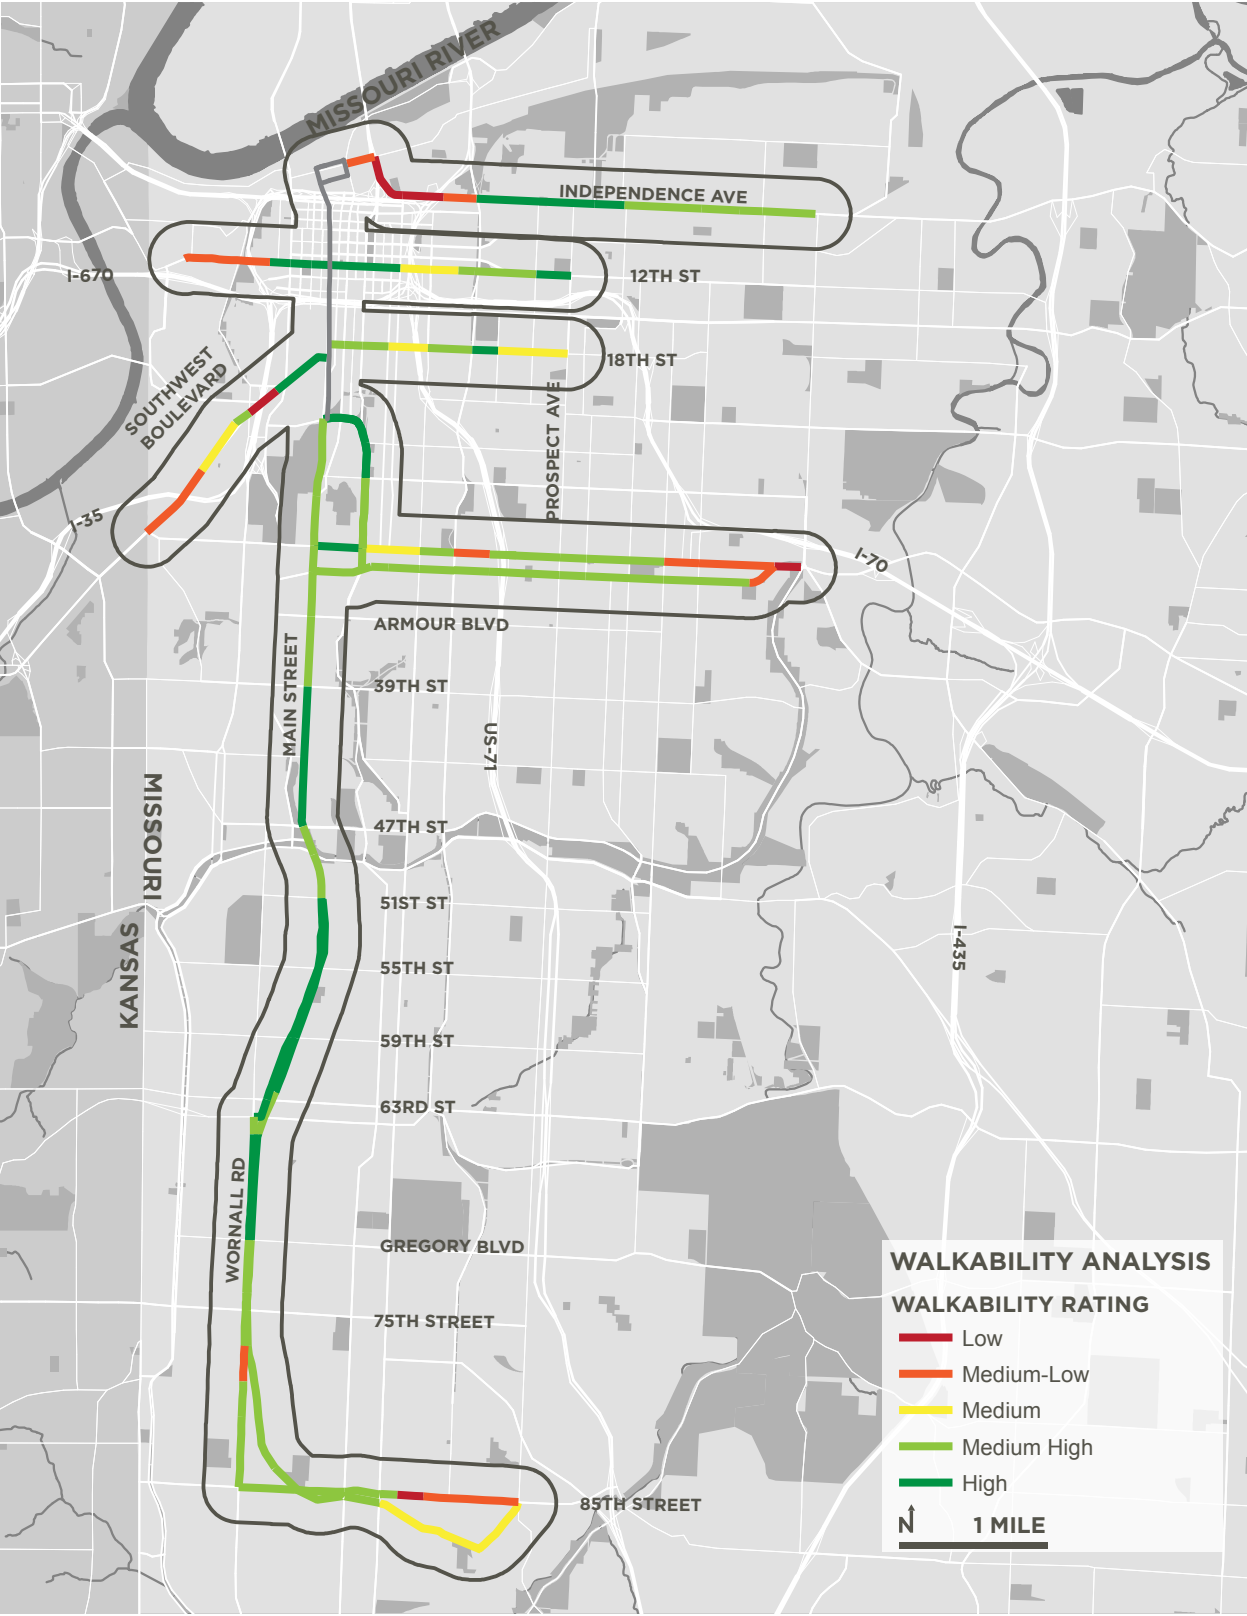 MISSOURI RIVER
INDEPENDENCE AVE
I-670
12TH ST
18TH ST
SOUTHWEST
BOULEVARD
PROSPECT AVE
I-35
I-70
ARMOUR BLVD
MAIN STREET
39TH ST
US-71
MISSOURI
KANSAS
47TH ST
51ST ST
I-435
55TH ST
59TH ST
63RD ST
WORNALL RD
GREGORY BLVD
75TH STREET
85TH STREET
WALKABILITY ANALYSIS
WALKABILITY RATING
Low
Medium-Low
Medium
Medium High
High
N
1 MILE